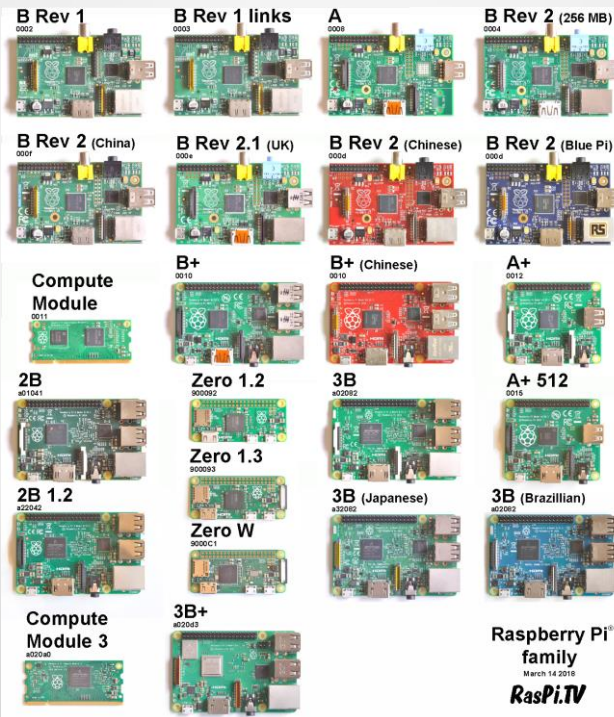 B Rev 1
0002
B Rev 1 links
0003
A
0008
B Rev 2 (256 MB)
0004
B Rev 2 (China)
000f
B Rev 2.1 (UK)
000e
B Rev 2 (Chinese)
000d
B Rev 2 (Blue Pi)
000d
RS
Compute
Module
0011
B+
0010
B+ (Chinese)
0010
A+
0012
2B
a01041
Zero 1.2
900092
3B
a02082
A+ 512
0015
Zero 1.3
900093
2B 1.2
a22042
Zero W
9000C1
3B (Japanese)
a32082
3B (Brazillian)
a02082
Compute
Module 3
a020a0
3B+
a020d3
Raspberry Pi®
family
March 14 2018
RasPi.TV